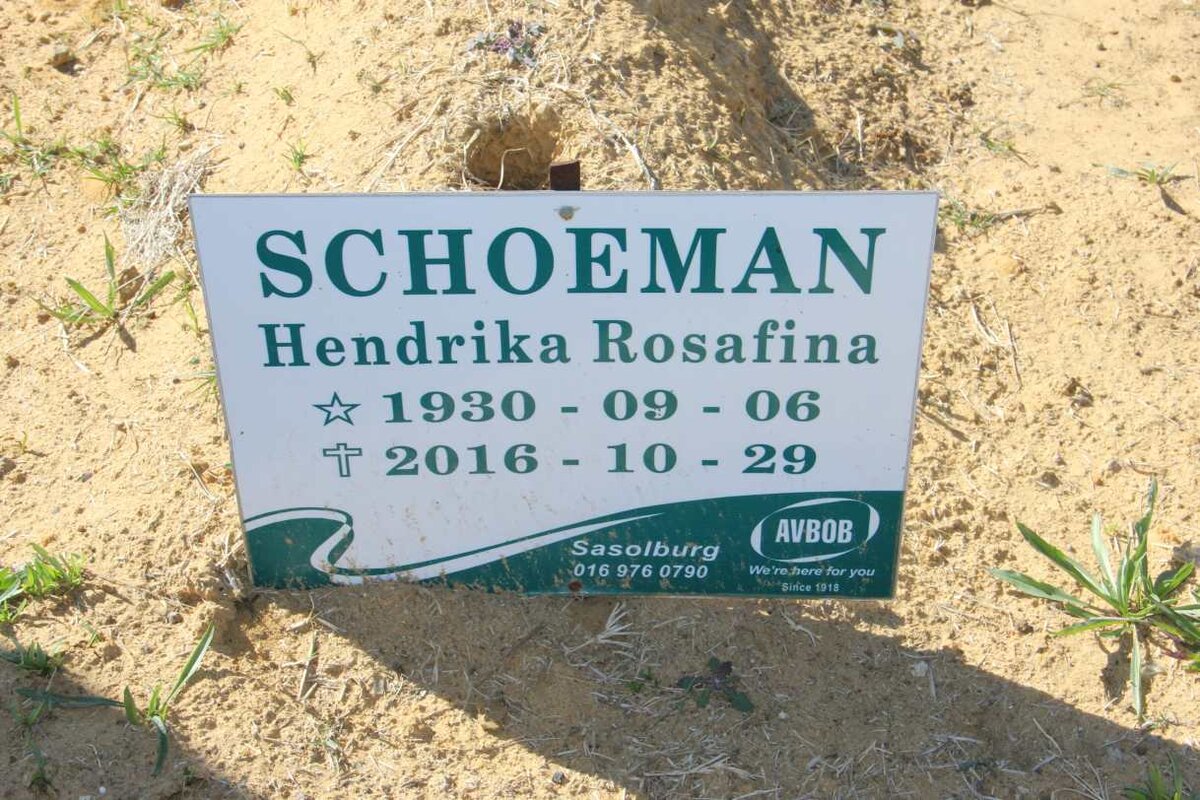 SCHOEMAN
Hendrika Rosafina
☆ 1930 - 09 - 06
✝ 2016 - 10 - 29
Sasolburg
016 976 0790
AVBOB
We're here for you
Since 1918